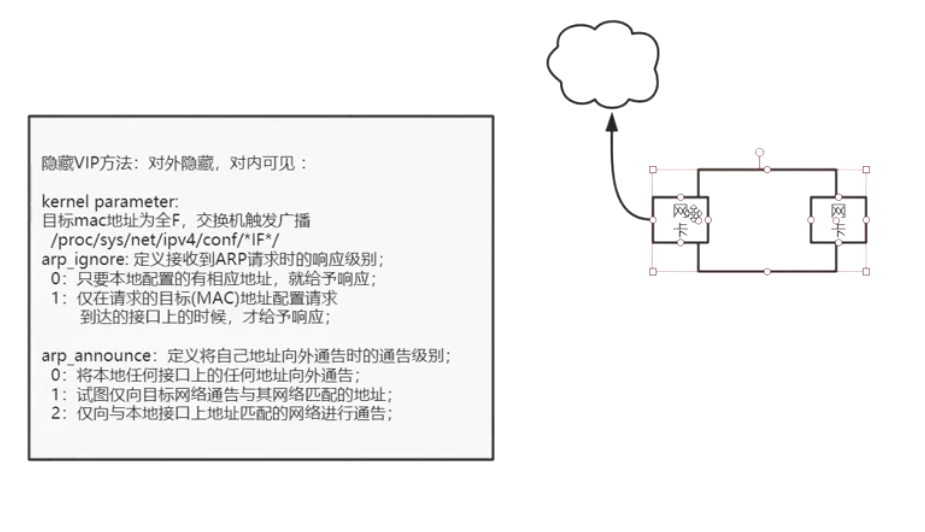 隐藏VIP方法：对外隐藏，对内可见：
kernel parameter:
目标mac地址为全F，交换机触发广播
/proc/sys/net/ipv4/conf/*IF*/
arp_ignore: 定义接收到ARP请求时的响应级别；
0：只要本地配置的有相应地址，就给予响应；
1：仅在请求的目标(MAC)地址配置请求
到达的接口上的时候，才给予响应；
arp_announce：定义将自己地址向外通告时的通告级别；
0：将本地任何接口上的任何地址向外通告；
1：试图仅向目标网络通告与其网络匹配的地址；
2：仅向与本地接口上地址匹配的网络进行通告；
网
卡
网
卡